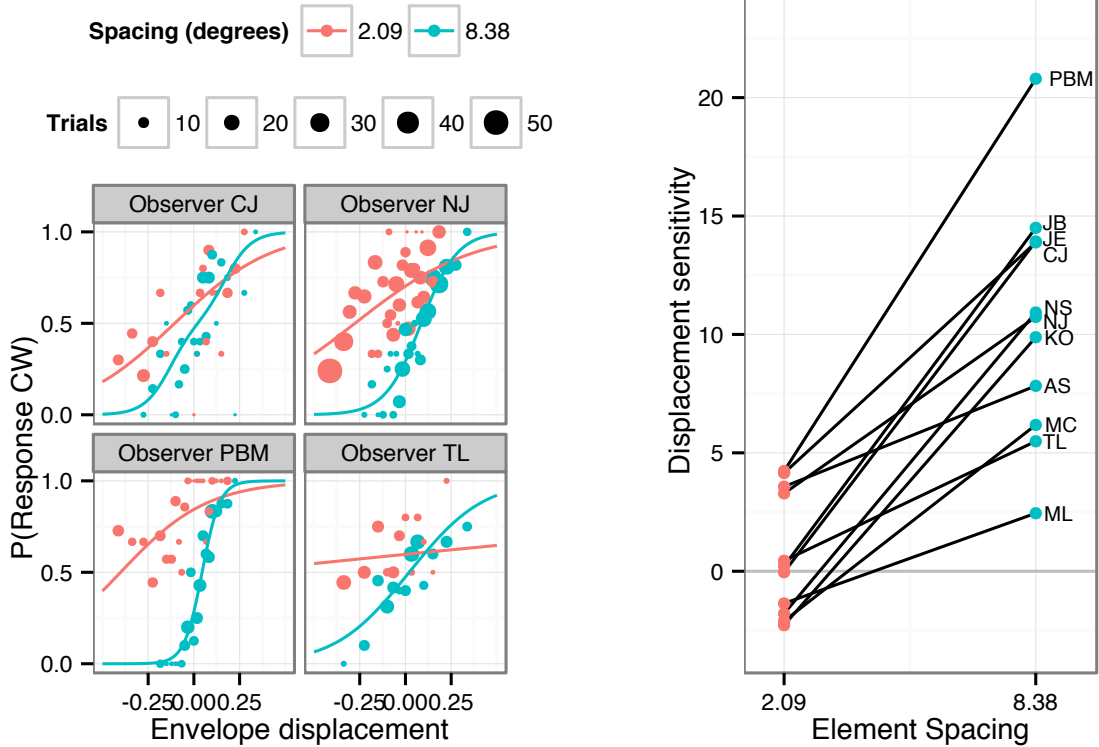 Spacing (degrees) 2.09 8.38
Trials 10 20 30 40 50
Observer CJ Observer NJ
1.0
0.5
0.0
Observer PBM Observer TL
1.0
0.5
0.0
P(Response CW)
-0.25 0.00 0.25 -0.25 0.00 0.25
Envelope displacement
Displacement sensitivity
20
15
10
5
0
PBM
JB
JE
CJ
NS
NJ
KO
AS
MC
TL
ML
2.09 8.38
Element Spacing